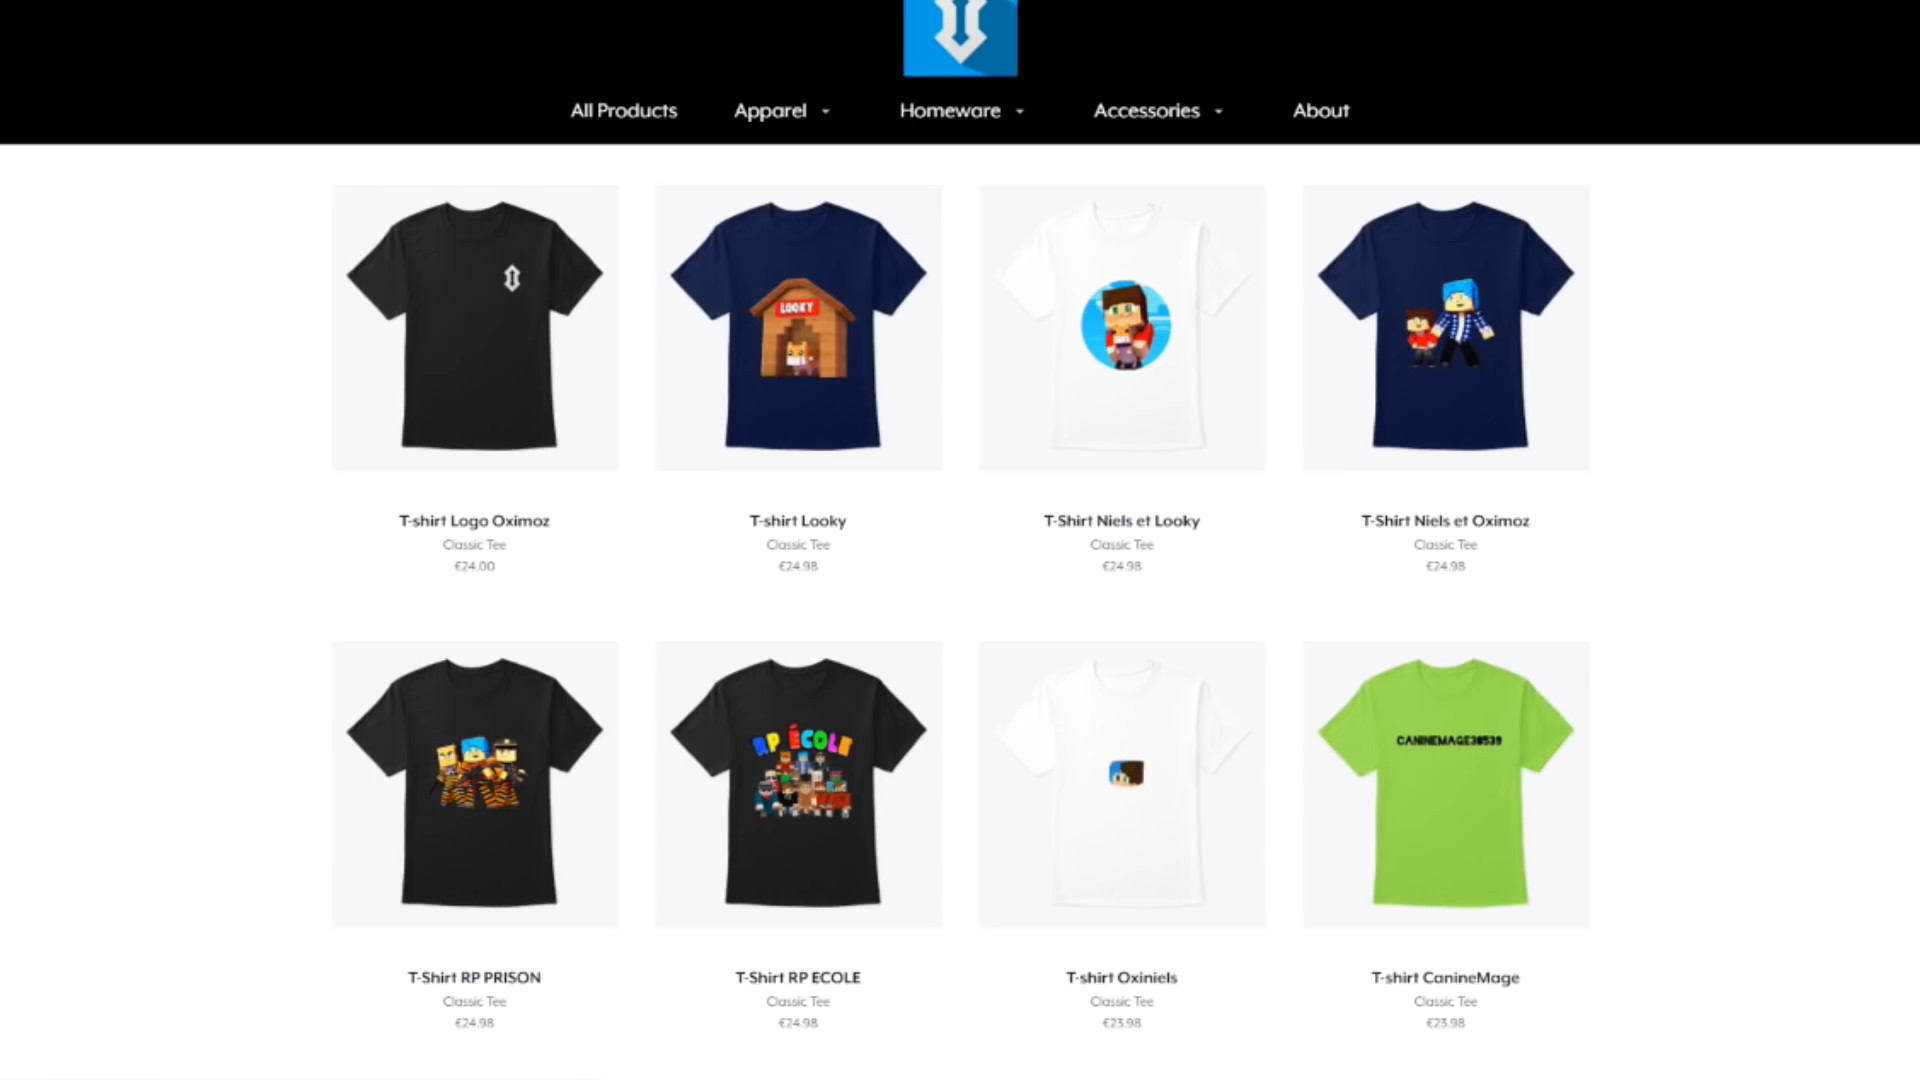 All Products
Apparel
Homeware
Accessories
About
LOOKY
T-shirt Logo Oximoz
Classic Tee
€24.00
T-shirt Looky
Classic Tee
€24.98
T-Shirt Niels et Looky
Classic Tee
€24.98
T-Shirt Niels et Oximoz
Classic Tee
€24.98
RP ÉCOLE
CANINEMAGE38539
T-Shirt RP PRISON
Classic Tee
€24.98
T-Shirt RP ECOLE
Classic Tee
€24.98
T-shirt Oxiniels
Classic Tee
€23.98
T-shirt CanineMage
Classic Tee
€23.98